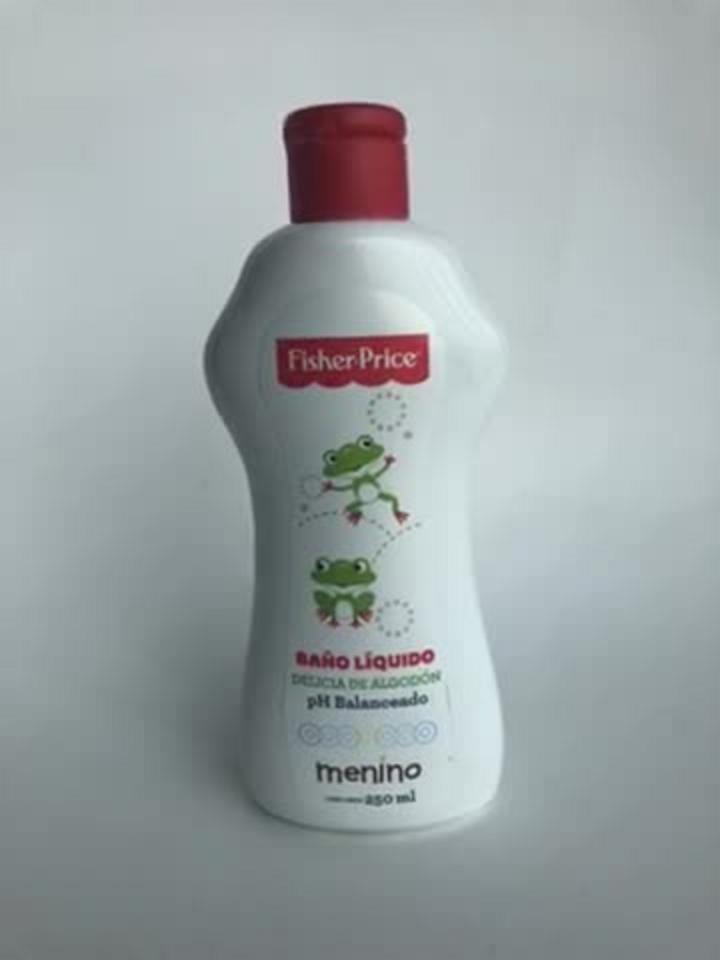 Fisher-Price
BAÑO LÍQUIDO
DELICIA DE ALGODÓN
pH Balanceado
menino
250 ml